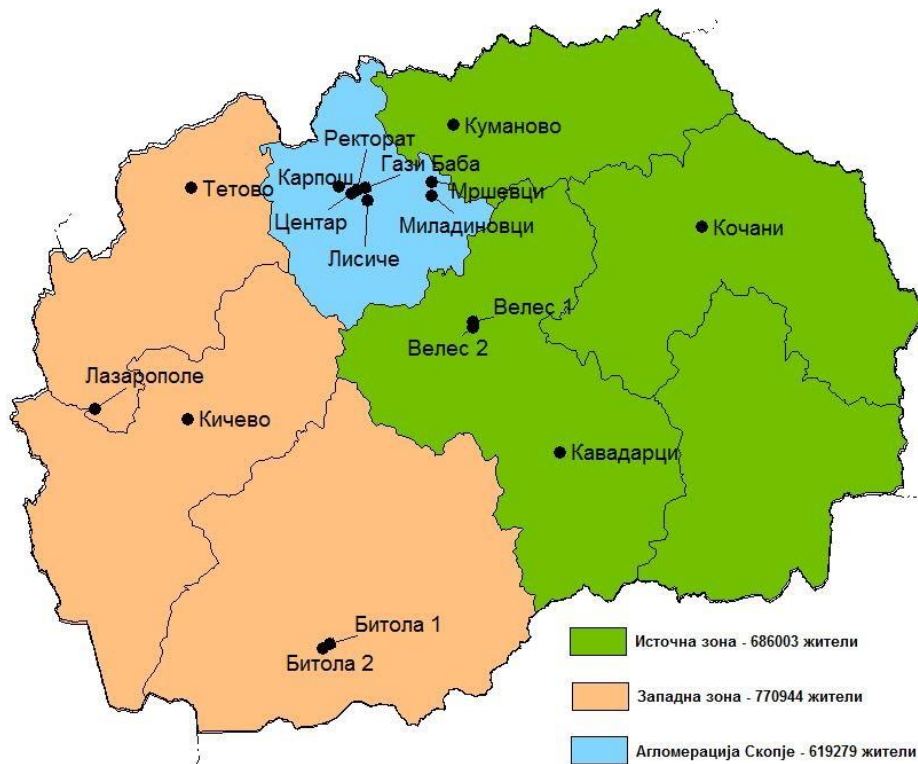 Куманово
Ректорат
Гази Баба
Карпош
Мршевци
Тетово
Центар
Миладиновци
Кочани
Лисиче
Велес 1
Велес 2
Лазарополе
Кичево
Кавадарци
Битола 1
Битола 2
Источна зона - 686003 жители
Западна зона - 770944 жители
Агломерација Скопје - 619279 жители